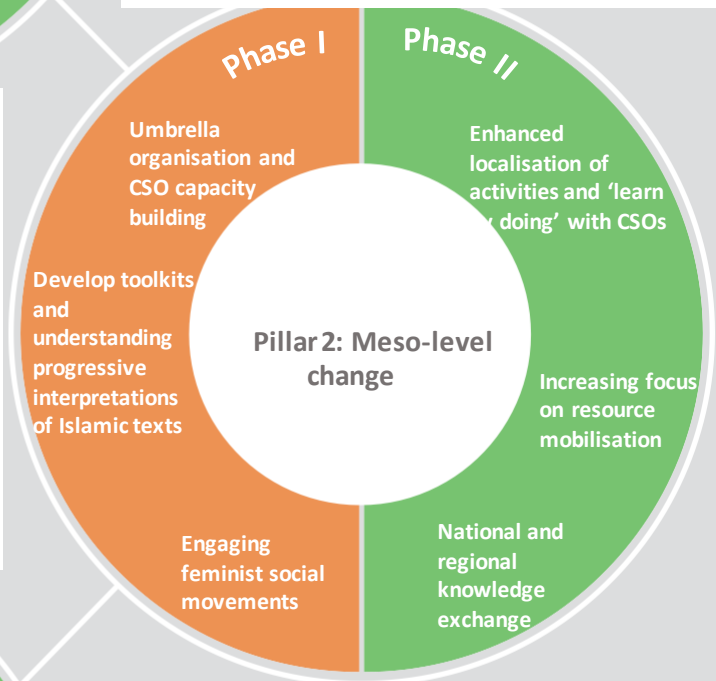 Phase I
Umbrella
organisation and
CSO capacity
building
Develop toolkits
and
understanding
progressive
interpretations
of Islamic texts
Engaging
feminist social
movements
Pillar 2: Meso-level
change
Phase II
Enhanced
localisation of
activities and ‘learn
doing’ with CSOs
Increasing focus
on resource
mobilisation
National and
regional
knowledge
exchange